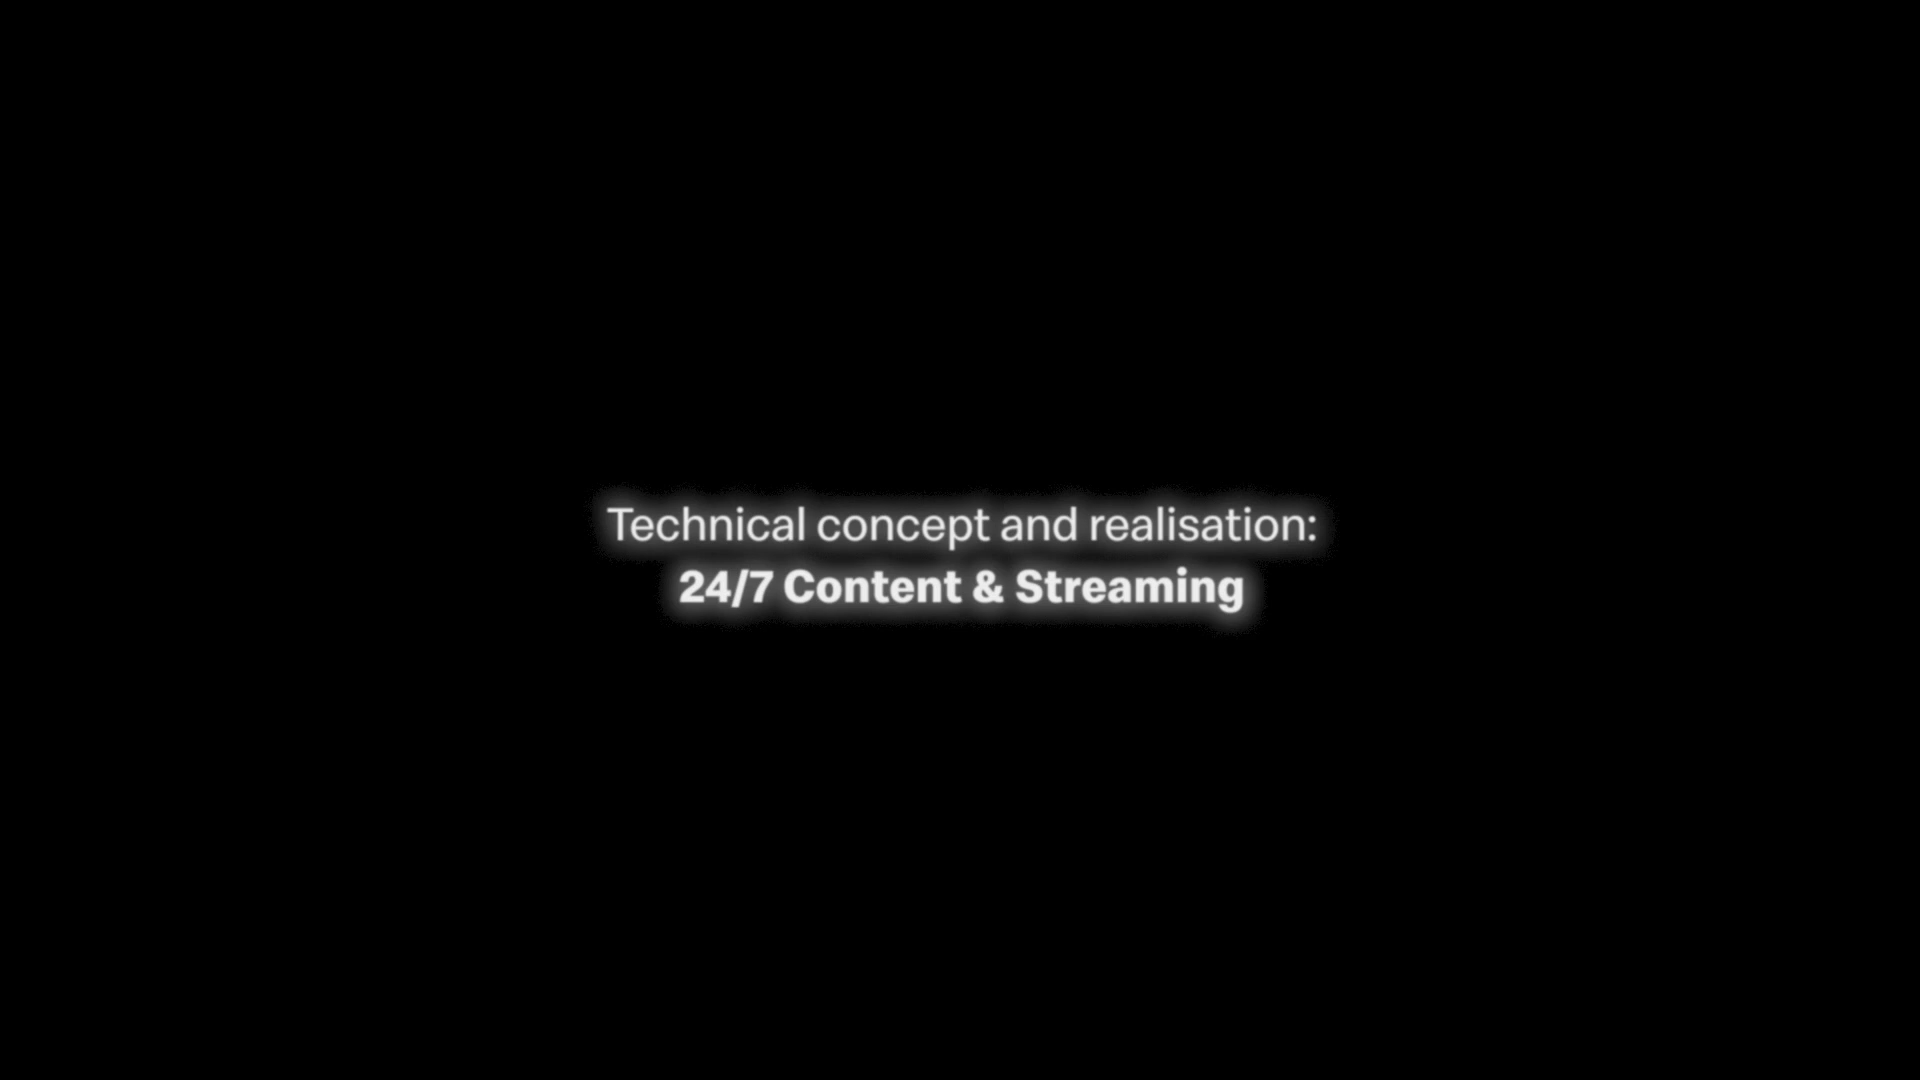 Technical concept and realisation:
24/7 Content & Streaming